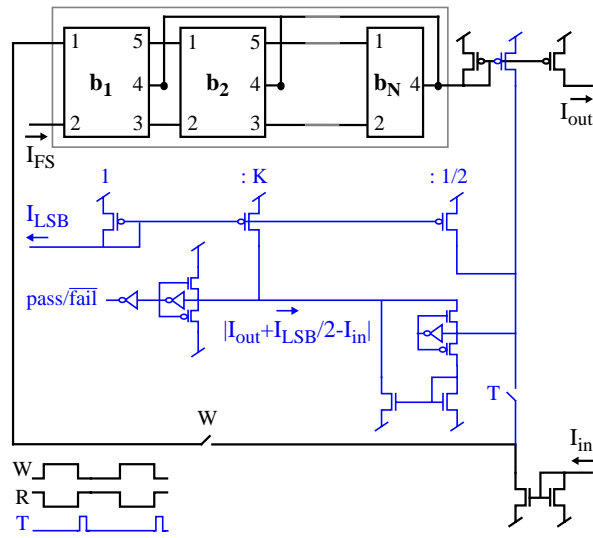 1 5 1 5 1
b1 4 b2 4 bN 4
2 3 2 3 2
IFS
Iout
1 : K : 1/2
ILSB
pass/fail
|Iout+ILSB/2-Iin|
T
W
Iin
W
R
T